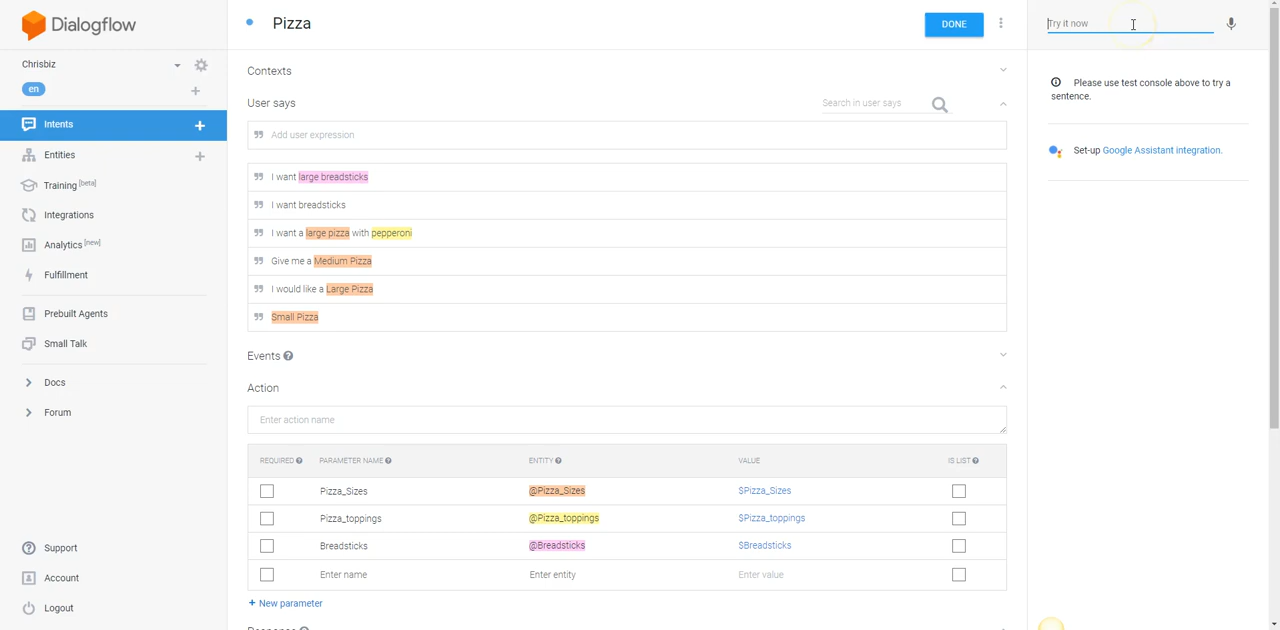 Dialogflow
Chrisbiz
en
Intents
Entities
Training [beta]
Integrations
Analytics [new]
Fulfillment
Prebuilt Agents
Small Talk
Docs
Forum
Support
Account
Logout
Pizza
DONE
Contexts
User says
Search in user says
Add user expression
I want large breadsticks
I want breadsticks
I want a large pizza with pepperoni
Give me a Medium Pizza
I would like a Large Pizza
Small Pizza
Events
Action
Enter action name
REQUIRED PARAMETER NAME ENTITY VALUE IS LIST
Pizza_Sizes @Pizza_Sizes $Pizza_Sizes
Pizza_toppings @Pizza_toppings $Pizza_toppings
Breadsticks @Breadsticks $Breadsticks
Enter name Enter entity Enter value
+ New parameter
Response
Try it now
Please use test console above to try a
sentence.
Set-up Google Assistant integration.